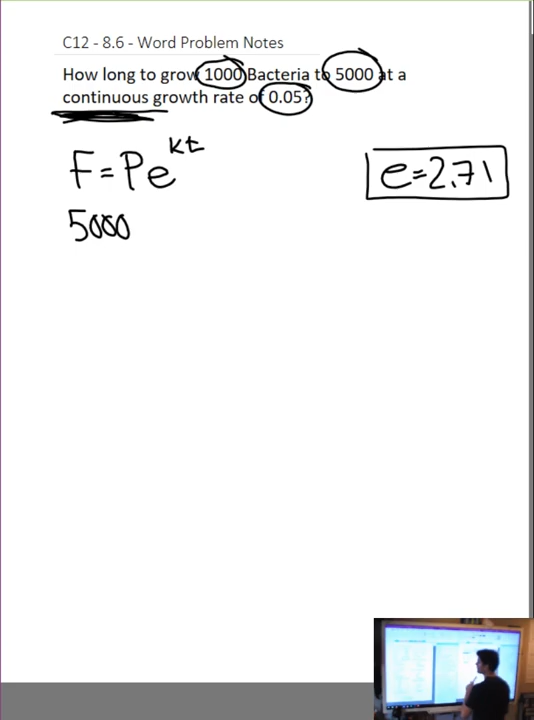 C12 - 8.6 - Word Problem Notes
How long to grow 1000 Bacteria to 5000 at a
continuous growth rate of 0.05?
F=Pe^kt
e=2.71
5000